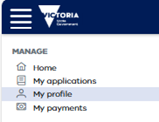 VICTORIA
State
Government
MANAGE
Home
My applications
My profile
My payments